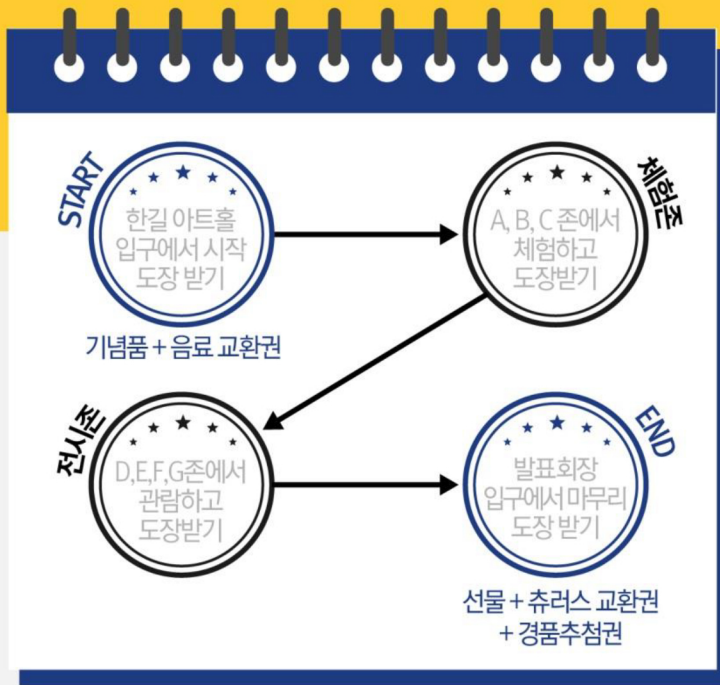 START
한길 아트홀
입구에서 시작
도장 받기
기념품 + 음료 교환권
체험존
A, B, C 존에서
체험하고
도장받기
전시존
D,E,F,G존에서
관람하고
도장받기
END
발표회장
입구에서 마무리
도장 받기
선물 + 츄러스 교환권
+ 경품추첨권